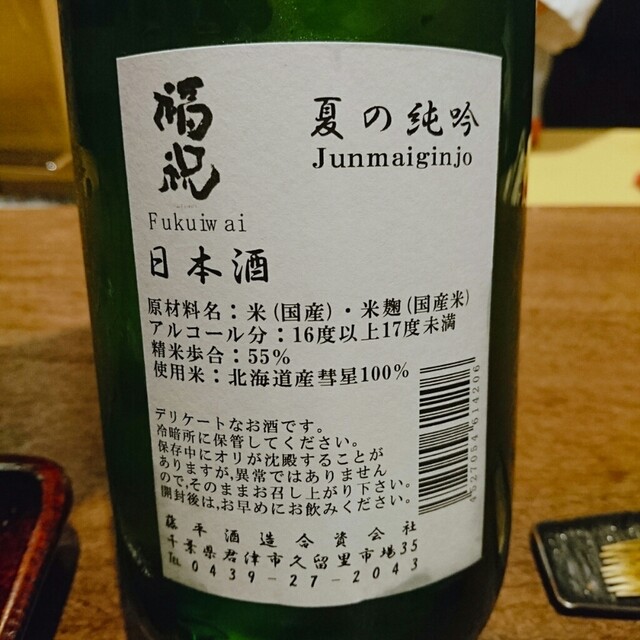 福祝
Fukuiwai
夏の純吟
Junmaiginjo
日本酒
原材料名:米(国産)・米麹(国産米)
アルコール分:16度以上17度未満
精米歩合:55%
使用米:北海道産彗星100%
デリケートなお酒です。
冷暗所に保管してください。
保存中にオリが沈殿することが
ありますが,異常ではありません
ので,そのままお召し上がり下さい。
開封後は,お早めにお飲みください。
4 27054 614206
藤平酒造合資会社
千葉県君津市久留里市場35
TEL 0439-27-2043